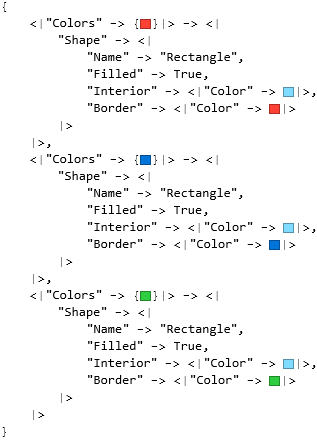 {
<|"Colors" -> {}|> -> <|
"Shape" -> <|
"Name" -> "Rectangle",
"Filled" -> True,
"Interior" -> <|"Color" -> |>,
"Border" -> <|"Color" -> |>
|>
|>,
<|"Colors" -> {}|> -> <|
"Shape" -> <|
"Name" -> "Rectangle",
"Filled" -> True,
"Interior" -> <|"Color" -> |>,
"Border" -> <|"Color" -> |>
|>
|>,
<|"Colors" -> {}|> -> <|
"Shape" -> <|
"Name" -> "Rectangle",
"Filled" -> True,
"Interior" -> <|"Color" -> |>,
"Border" -> <|"Color" -> |>
|>
|>
}